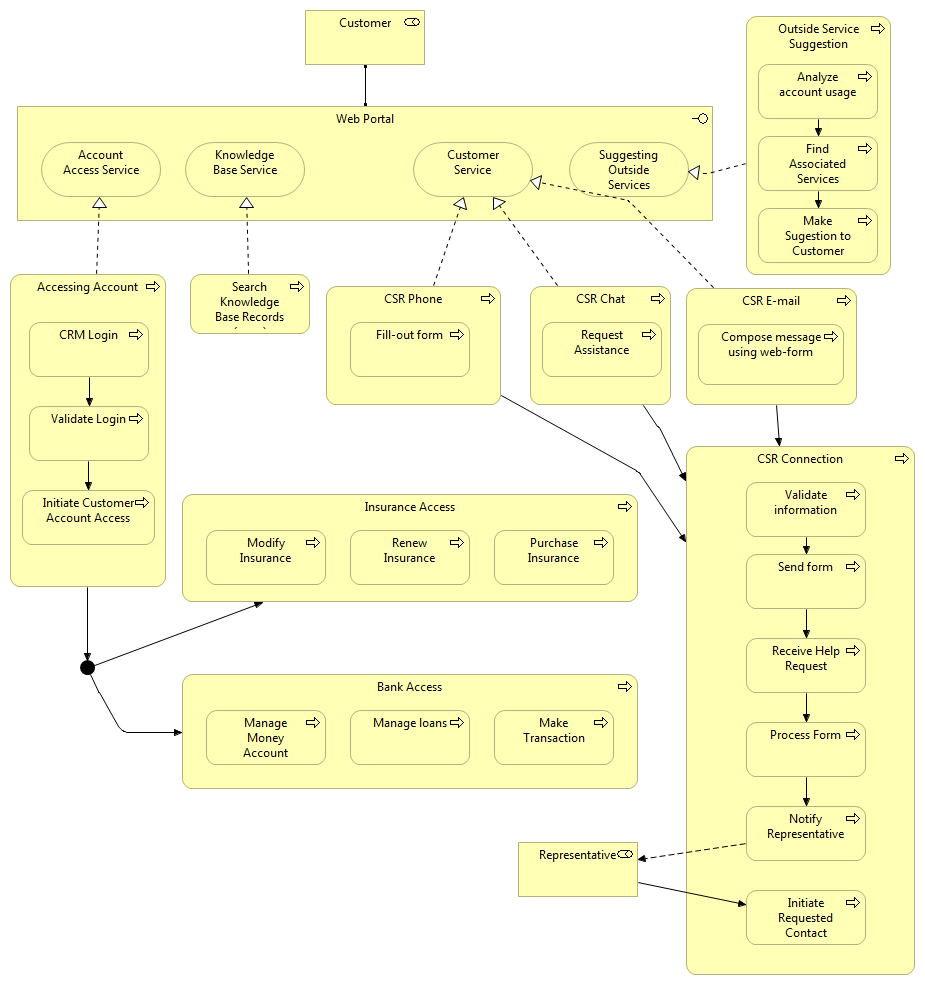 Customer
Outside Service
Suggestion
Analyze
account usage
Find
Associated
Services
Make
Sugestion to
Customer
Web Portal
Account
Access Service
Knowledge
Base Service
Customer
Service
Suggesting
Outside
Services
Accessing Account
CRM Login
Validate Login
Initiate Customer
Account Access
Search
Knowledge
Base Records
CSR Phone
Fill-out form
CSR Chat
Request
Assistance
CSR E-mail
Compose message
using web-form
Insurance Access
Modify
Insurance
Renew
Insurance
Purchase
Insurance
Bank Access
Manage
Money
Account
Manage loans
Make
Transaction
CSR Connection
Validate
information
Send form
Receive Help
Request
Process Form
Notify
Representative
Representative
Initiate
Requested
Contact